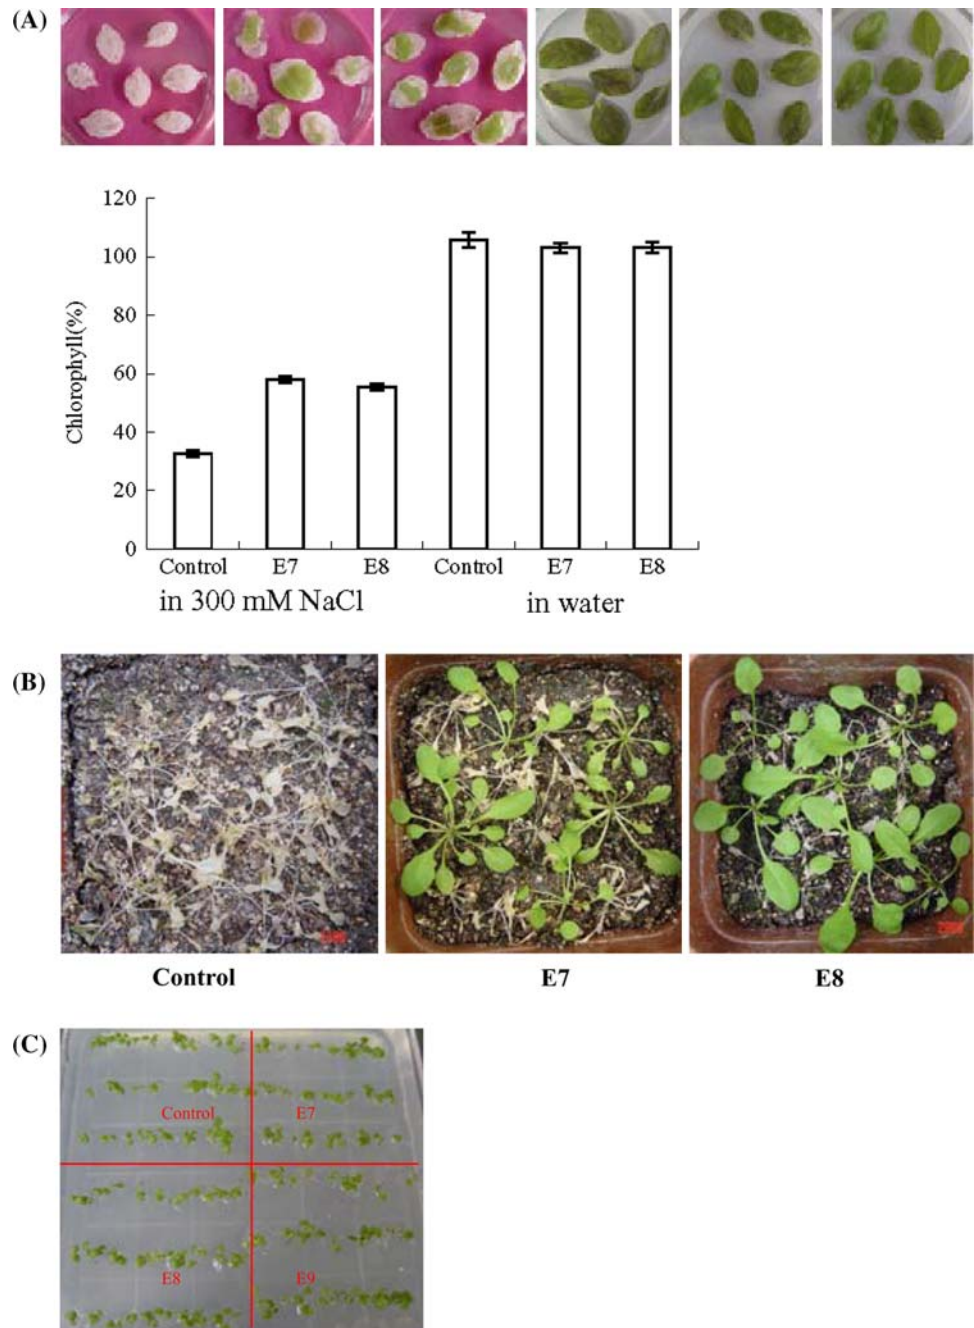 (A)
120
100
80
60
40
20
0
Chlorophyll(%)
Control E7 E8 Control E7 E8
in 300 mM NaCl in water
(B)
Control E7 E8
(C)
Control E7
E8 E9